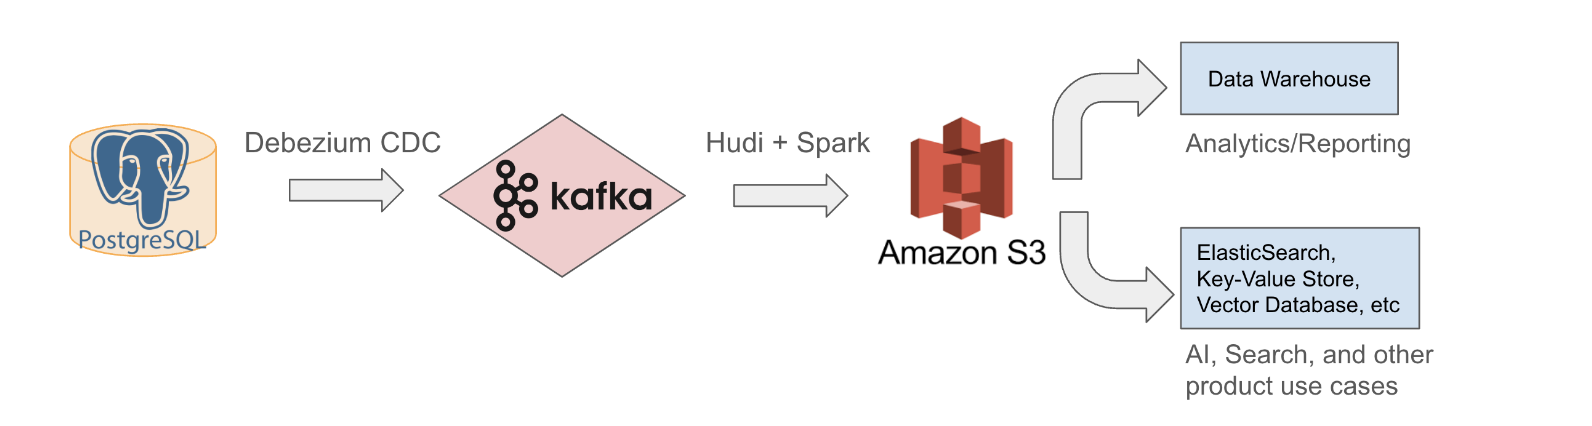 PostgreSQL
Debezium CDC
kafka
Hudi + Spark
Amazon S3
Data Warehouse
Analytics/Reporting
ElasticSearch,
Key-Value Store,
Vector Database, etc
AI, Search, and other
product use cases